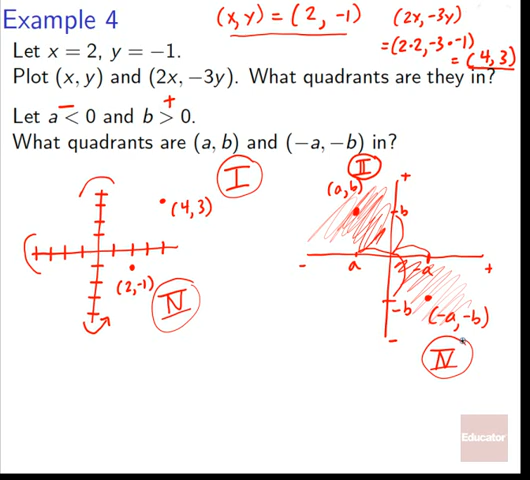 Example 4
(x,y) = (2, -1)
(2x, -3y)
= (2·2, -3·-1)
= (4,3)
Let x = 2, y = −1.
Plot (x, y) and (2x, −3y). What quadrants are they in?
− +
Let a < 0 and b > 0.
What quadrants are (a, b) and (−a, −b) in?
I
II
(4,3)
(2,-1)
IV
(a,b)
+
b
-
a
-a
+
-b
(-a,-b)
-
IV
Educator